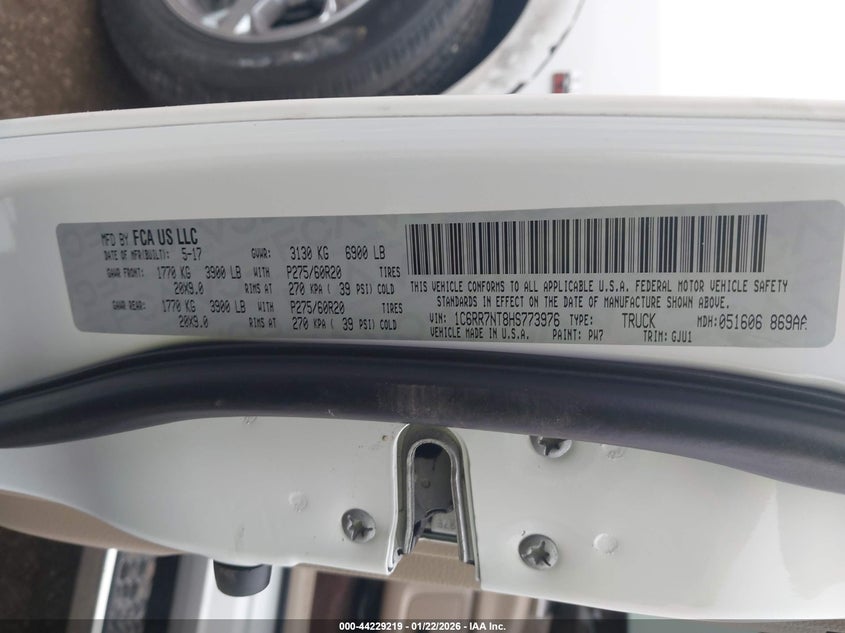 MFD BY FCA US LLC
DATE OF MFR(BUILT): 5-17 GVWR: 3130 KG 6900 LB
GAWR FRONT: 1770 KG 3900 LB WITH P275/60R20 TIRES
20X9.0 RIMS AT 270 KPA ( 39 PSI) COLD
GAWR REAR: 1770 KG 3900 LB WITH P275/60R20 TIRES
20X9.0 RIMS AT 270 KPA ( 39 PSI) COLD
THIS VEHICLE CONFORMS TO ALL APPLICABLE U.S.A. FEDERAL MOTOR VEHICLE SAFETY
STANDARDS IN EFFECT ON THE DATE OF MANUFACTURE SHOWN ABOVE.
VIN: 1C6RR7NT8HS773976 TYPE: TRUCK MDH:051606 869AA
VEHICLE MADE IN U.S.A. PAINT: PW7 TRIM: GJU1
000-44229219 - 01/22/2026 - IAA Inc.